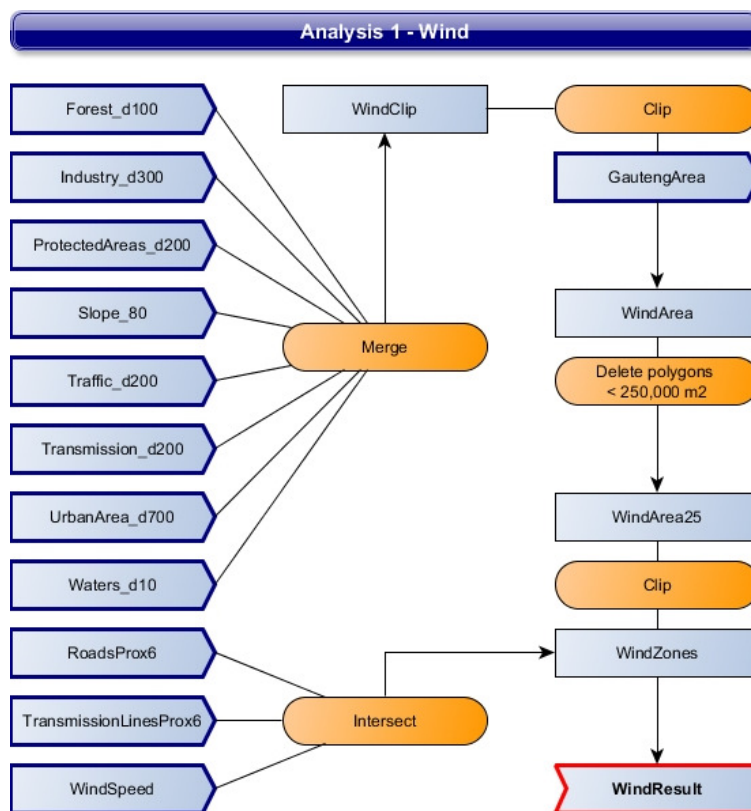 Analysis 1 - Wind
Forest_d100
Industry_d300
ProtectedAreas_d200
Slope_80
Traffic_d200
Transmission_d200
UrbanArea_d700
Waters_d10
RoadsProx6
TransmissionLinesProx6
WindSpeed
WindClip
Merge
Intersect
Clip
GautengArea
WindArea
Delete polygons
< 250,000 m2
WindArea25
Clip
WindZones
WindResult